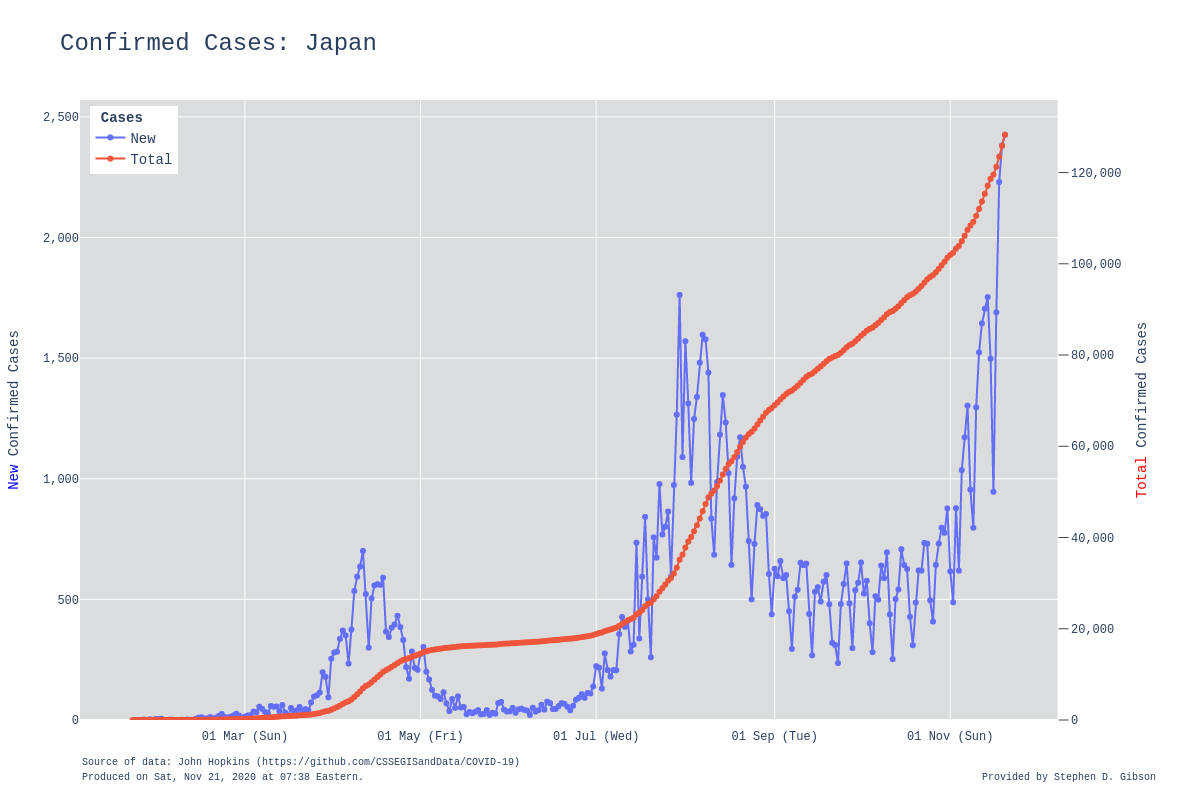 Confirmed Cases: Japan
Cases
New
Total
2,500
2,000
1,500
1,000
500
0
New Confirmed Cases
120,000
100,000
80,000
60,000
40,000
20,000
0
Total Confirmed Cases
01 Mar (Sun) 01 May (Fri) 01 Jul (Wed) 01 Sep (Tue) 01 Nov (Sun)
Source of data: John Hopkins (https://github.com/CSSEGISandData/COVID-19)
Produced on Sat, Nov 21, 2020 at 07:38 Eastern.
Provided by Stephen D. Gibson